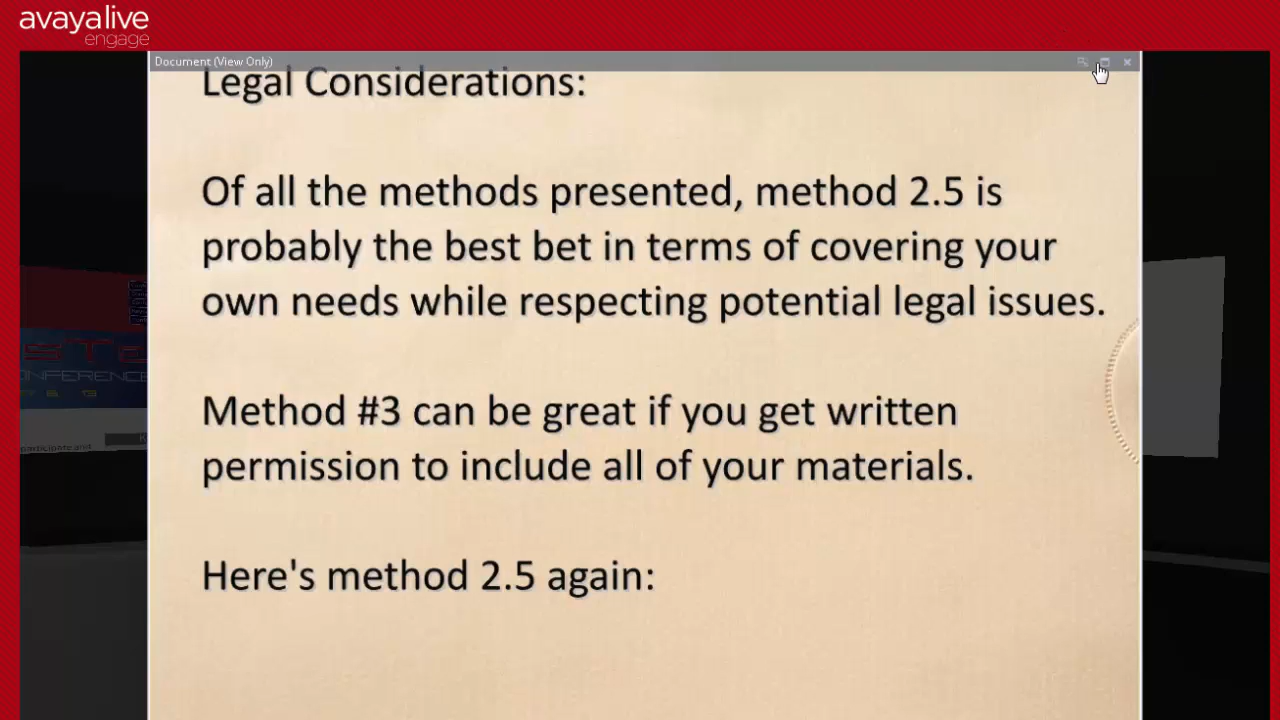 avayalive
engage
Document (View Only)
Legal Considerations:
Of all the methods presented, method 2.5 is
probably the best bet in terms of covering your
own needs while respecting potential legal issues.
Method #3 can be great if you get written
permission to include all of your materials.
Here's method 2.5 again: